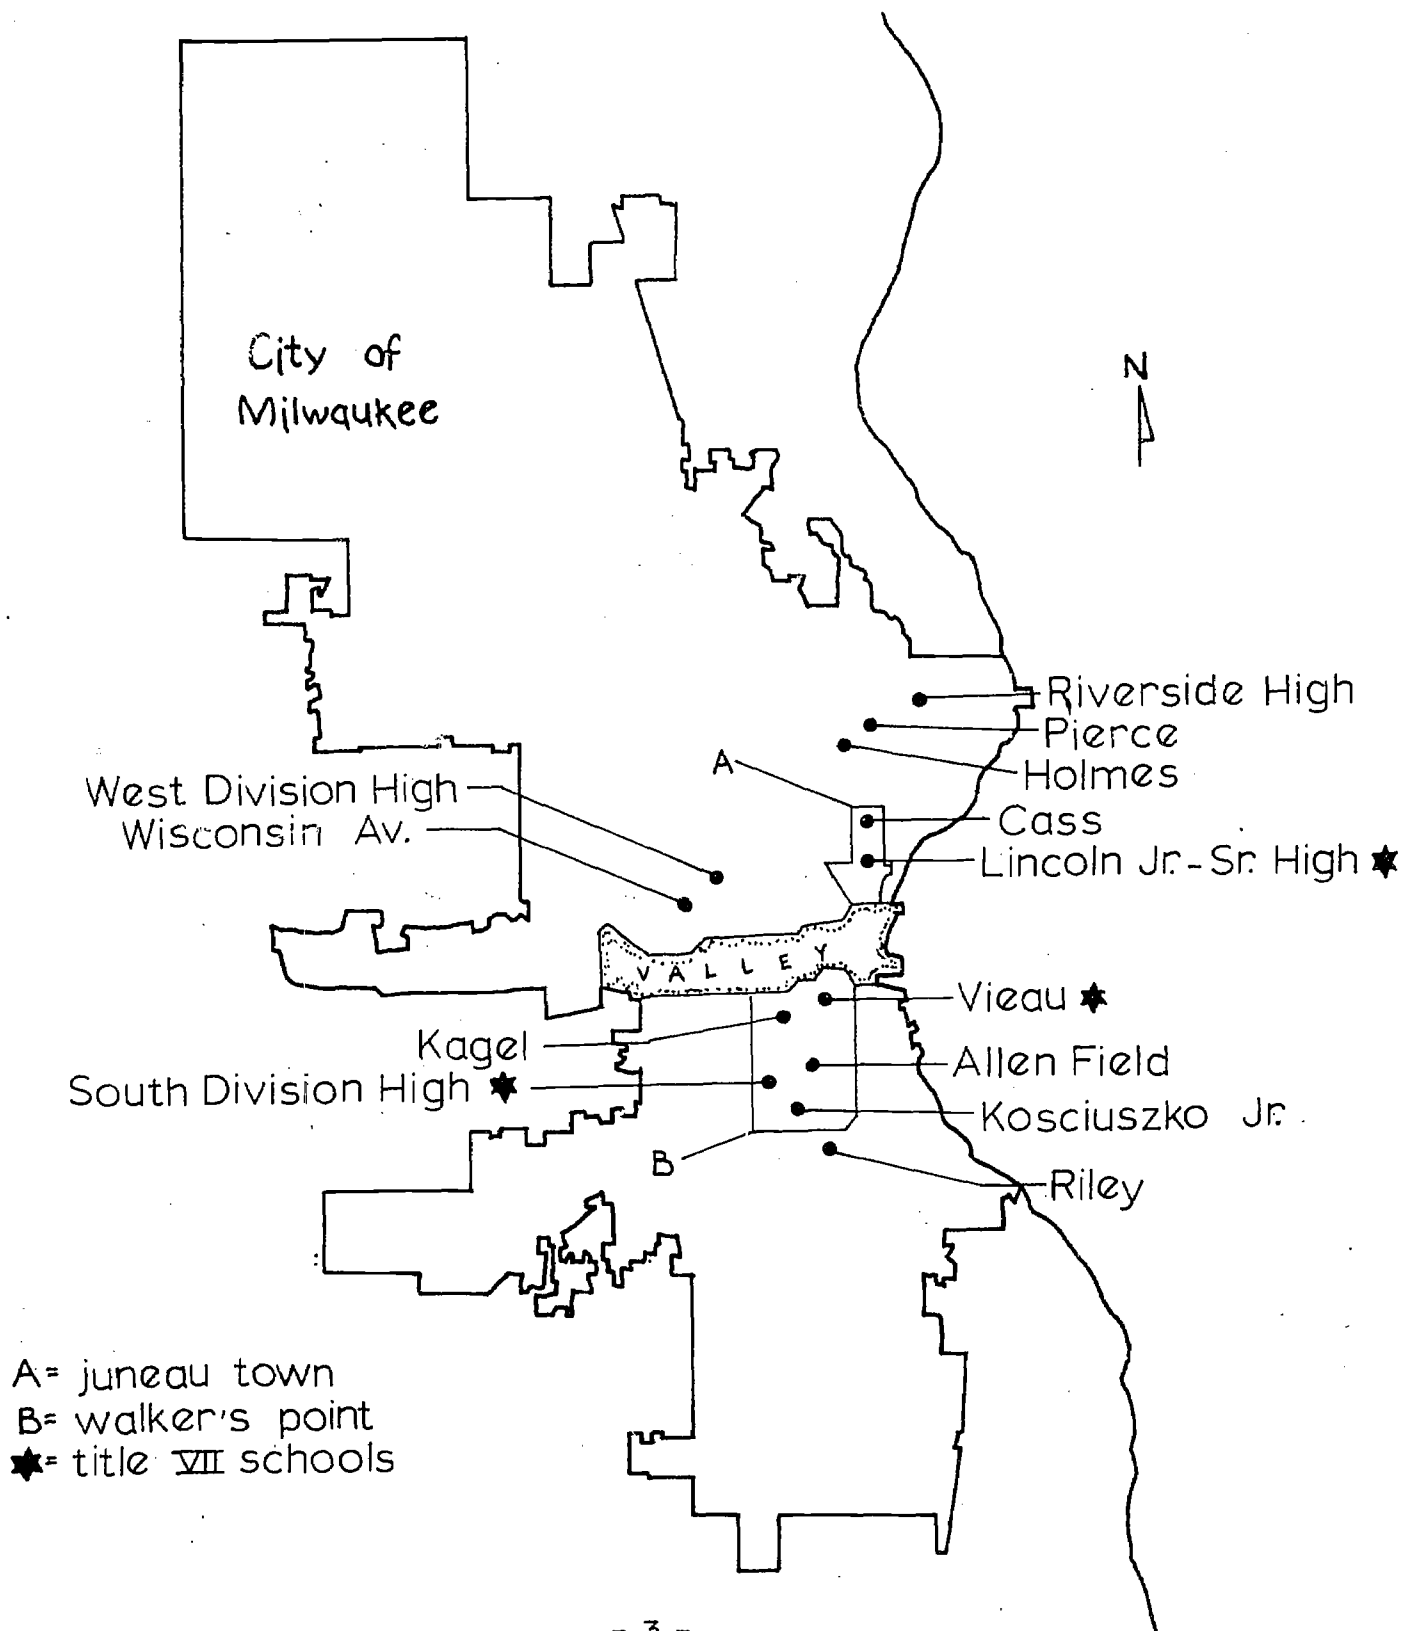 City of
Milwaukee
N
Riverside High
Pierce
Holmes
A
Cass
Lincoln Jr.-Sr. High ✶
West Division High
Wisconsin Av.
VALLEY
Vieau ✶
Kagel
Allen Field
South Division High ✶
Kosciuszko Jr.
B
Riley
A= juneau town
B= walker's point
✶= title VII schools
- 3 -